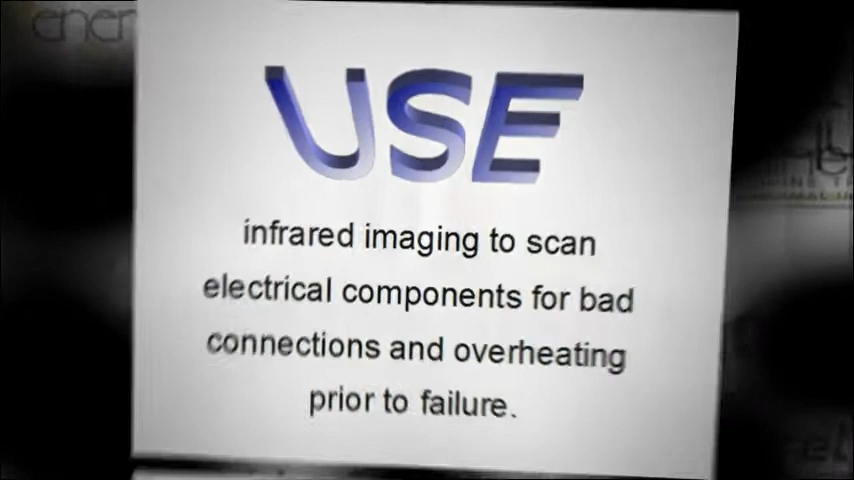 USE
infrared imaging to scan
electrical components for bad
connections and overheating
prior to failure.